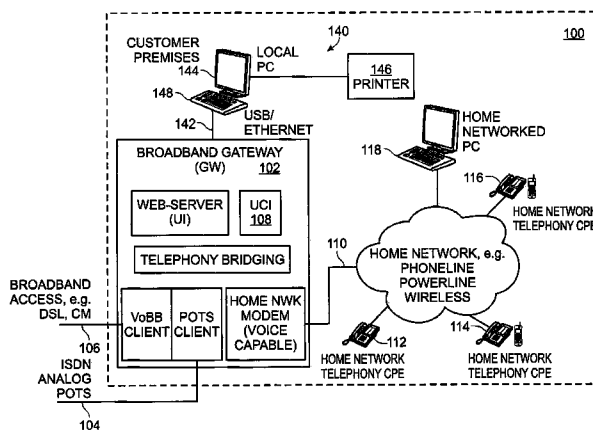 140
100
CUSTOMER
PREMISES
LOCAL
PC
144
148
146
PRINTER
USB/
ETHERNET
142
HOME
NETWORKED
PC
118
BROADBAND GATEWAY
(GW) 102
WEB-SERVER
(UI)
UCI
108
TELEPHONY BRIDGING
116
HOME NETWORK
TELEPHONY CPE
110
HOME NETWORK, e.g.
PHONELINE
POWERLINE
WIRELESS
BROADBAND
ACCESS, e.g.
DSL, CM
106
VoBB
CLIENT
POTS
CLIENT
HOME NWK
MODEM
(VOICE
CAPABLE)
112
HOME NETWORK
TELEPHONY CPE
114
HOME NETWORK
TELEPHONY CPE
ISDN
ANALOG
POTS
104